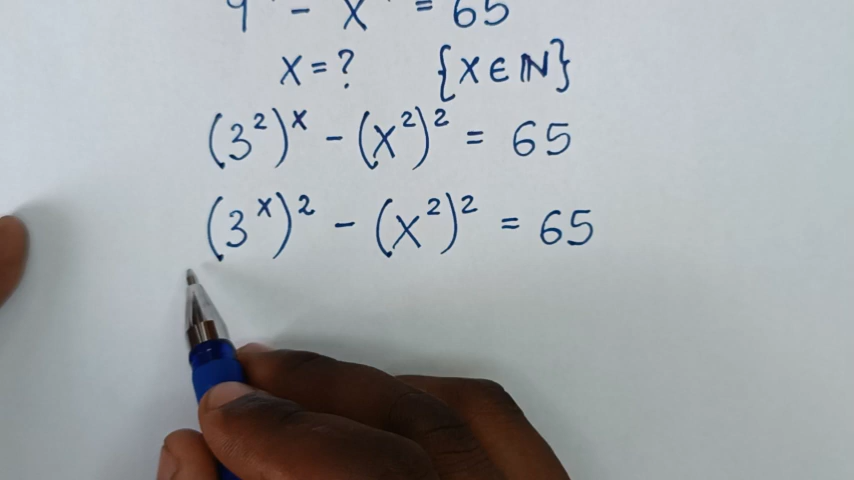 9 - x = 65
x = ? {x ∈ ℕ}
(3²)ˣ - (x²)² = 65
(3ˣ)² - (x²)² = 65